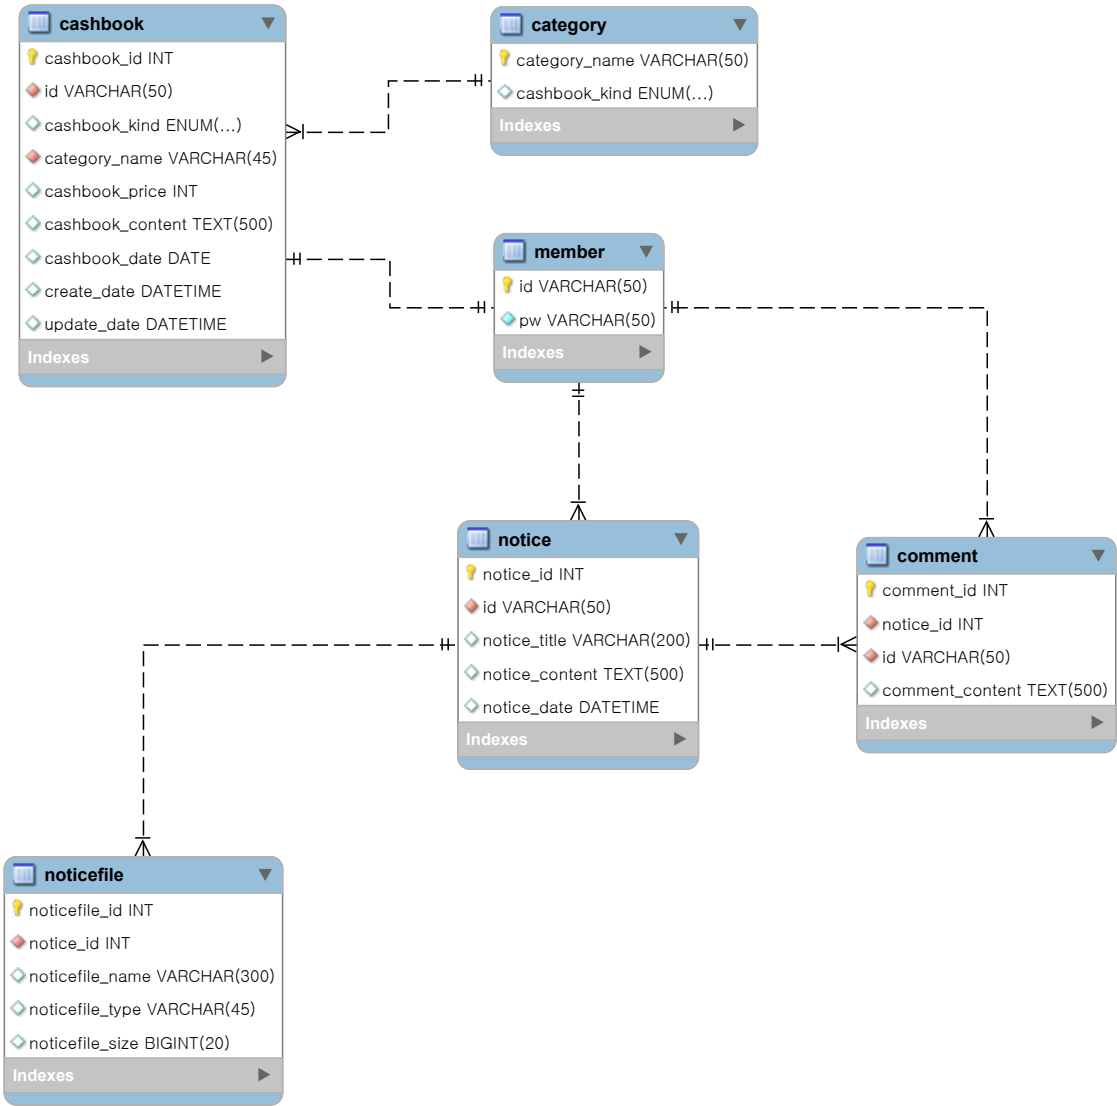 cashbook
cashbook_id INT
id VARCHAR(50)
cashbook_kind ENUM(...)
category_name VARCHAR(45)
cashbook_price INT
cashbook_content TEXT(500)
cashbook_date DATE
create_date DATETIME
update_date DATETIME
Indexes
category
category_name VARCHAR(50)
cashbook_kind ENUM(...)
Indexes
member
id VARCHAR(50)
pw VARCHAR(50)
Indexes
notice
notice_id INT
id VARCHAR(50)
notice_title VARCHAR(200)
notice_content TEXT(500)
notice_date DATETIME
Indexes
comment
comment_id INT
notice_id INT
id VARCHAR(50)
comment_content TEXT(500)
Indexes
noticefile
noticefile_id INT
notice_id INT
noticefile_name VARCHAR(300)
noticefile_type VARCHAR(45)
noticefile_size BIGINT(20)
Indexes